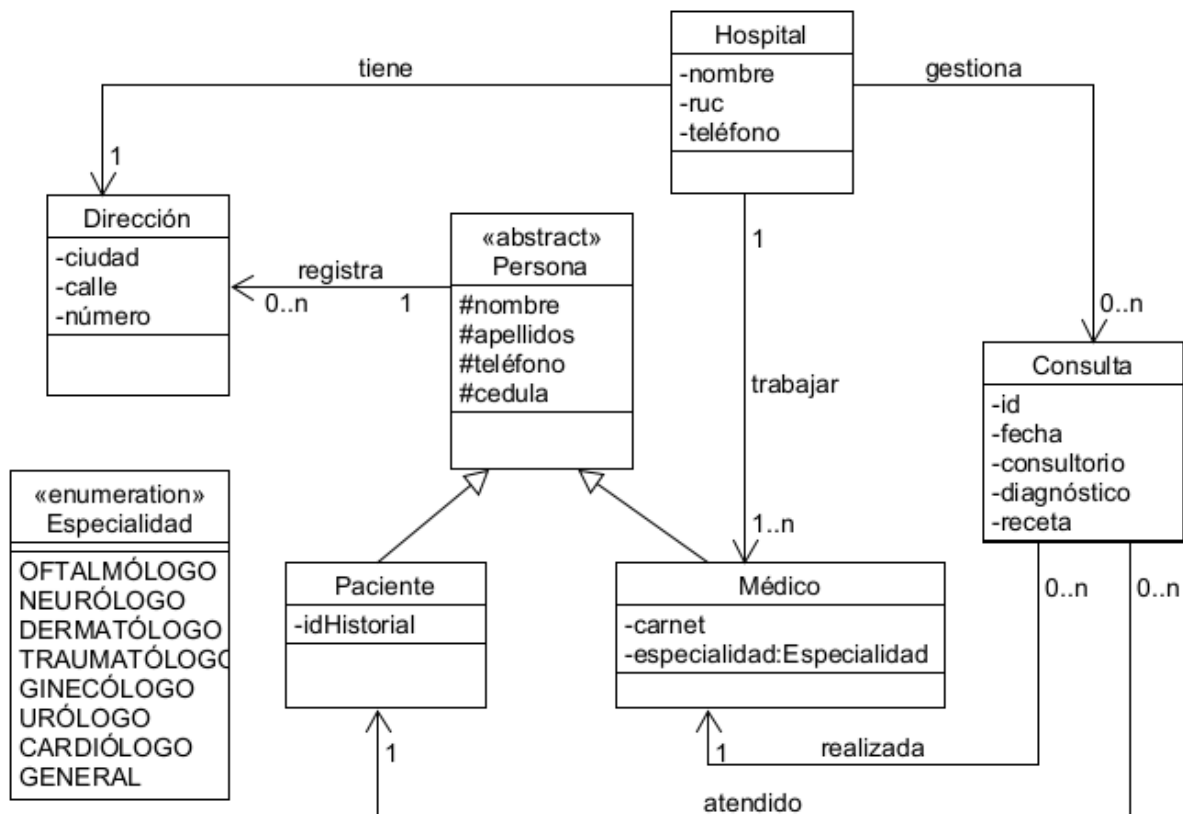 Hospital
-nombre
-ruc
-teléfono
tiene
gestiona
1
Dirección
-ciudad
-calle
-número
registra
0..n
1
«abstract»
Persona
#nombre
#apellidos
#teléfono
#cedula
1
trabajar
1..n
0..n
Consulta
-id
-fecha
-consultorio
-diagnóstico
-receta
«enumeration»
Especialidad
OFTALMÓLOGO
NEURÓLOGO
DERMATÓLOGO
TRAUMATÓLOGO
GINECÓLOGO
URÓLOGO
CARDIÓLOGO
GENERAL
Paciente
-idHistorial
Médico
-carnet
-especialidad:Especialidad
0..n
0..n
1
1
realizada
atendido